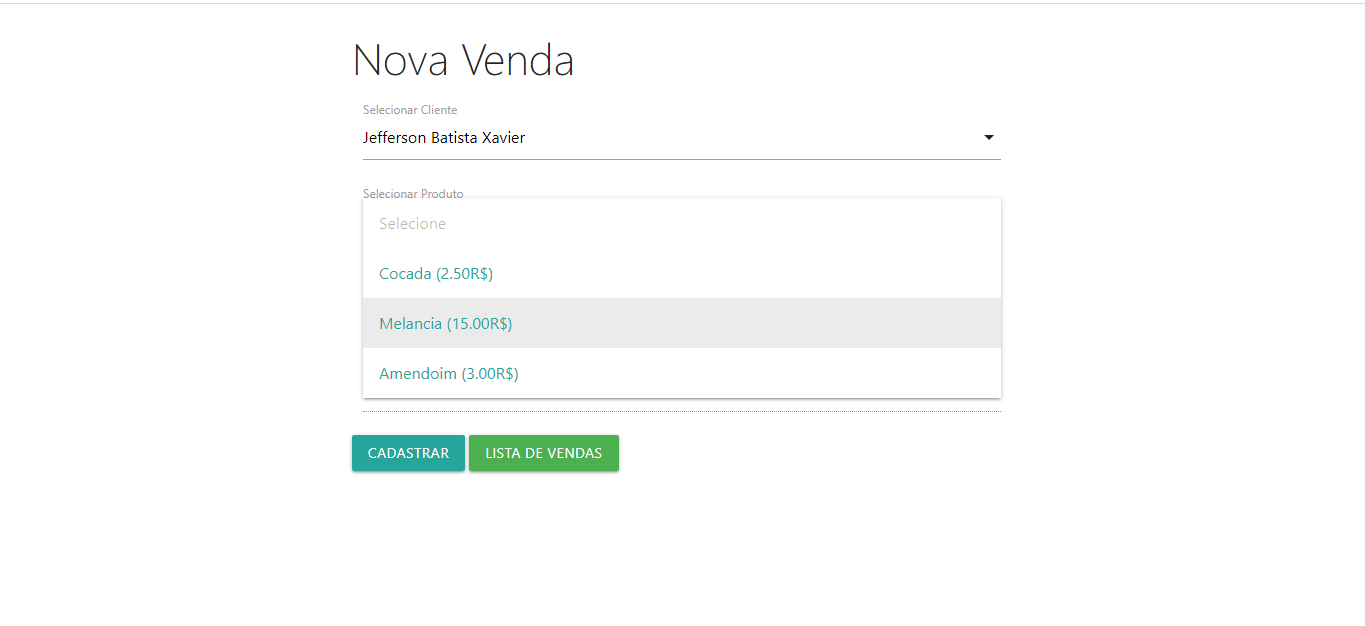 Nova Venda
Selecionar Cliente
Jefferson Batista Xavier
Selecionar Produto
Selecione
Cocada (2.50R$)
Melancia (15.00R$)
Amendoim (3.00R$)
CADASTRAR LISTA DE VENDAS